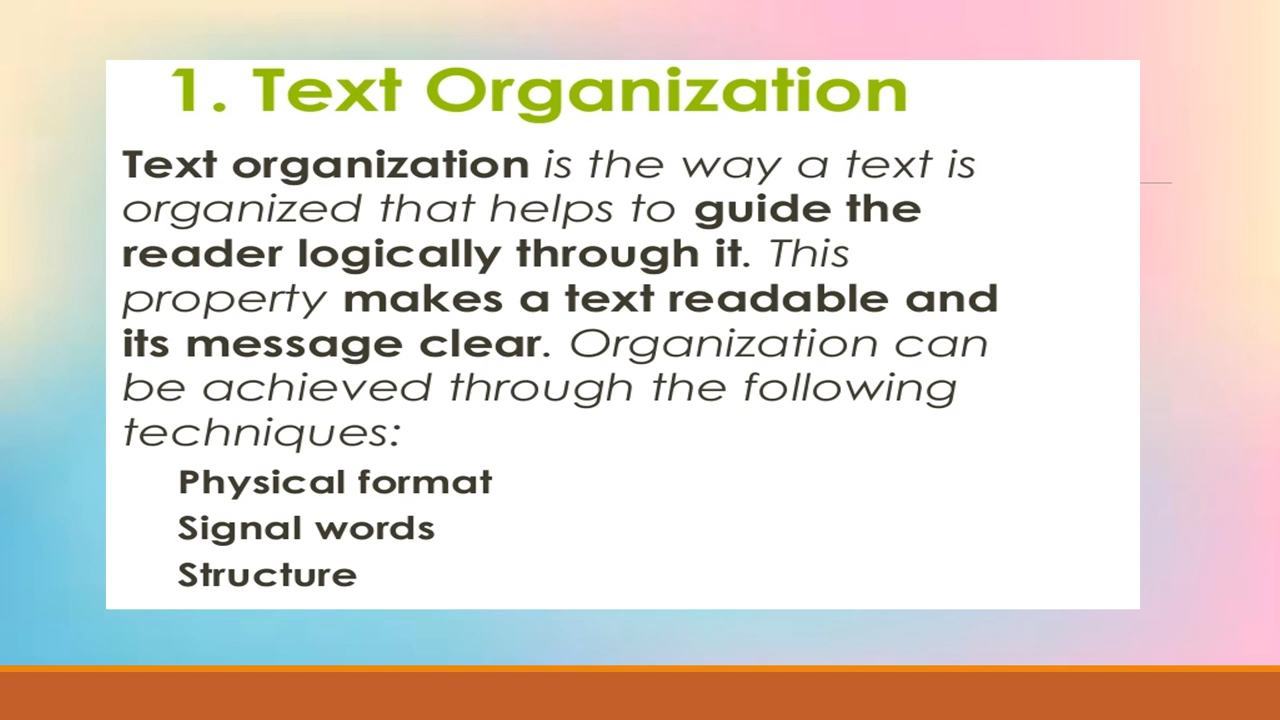 1. Text Organization
Text organization is the way a text is
organized that helps to guide the
reader logically through it. This
property makes a text readable and
its message clear. Organization can
be achieved through the following
techniques:
Physical format
Signal words
Structure